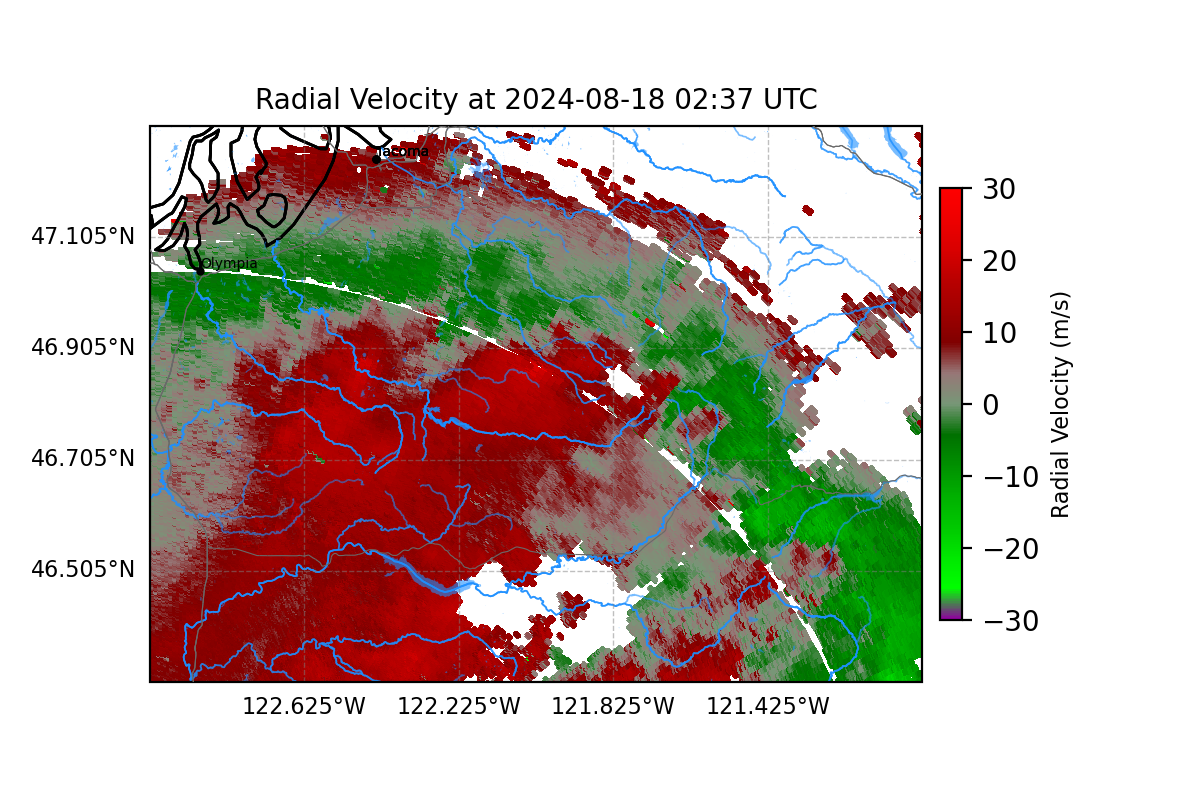 Radial Velocity at 2024-08-18 02:37 UTC
Tacoma
Olympia
47.105°N
46.905°N
46.705°N
46.505°N
122.625°W
122.225°W
121.825°W
121.425°W
30
20
10
0
−10
−20
−30
Radial Velocity (m/s)